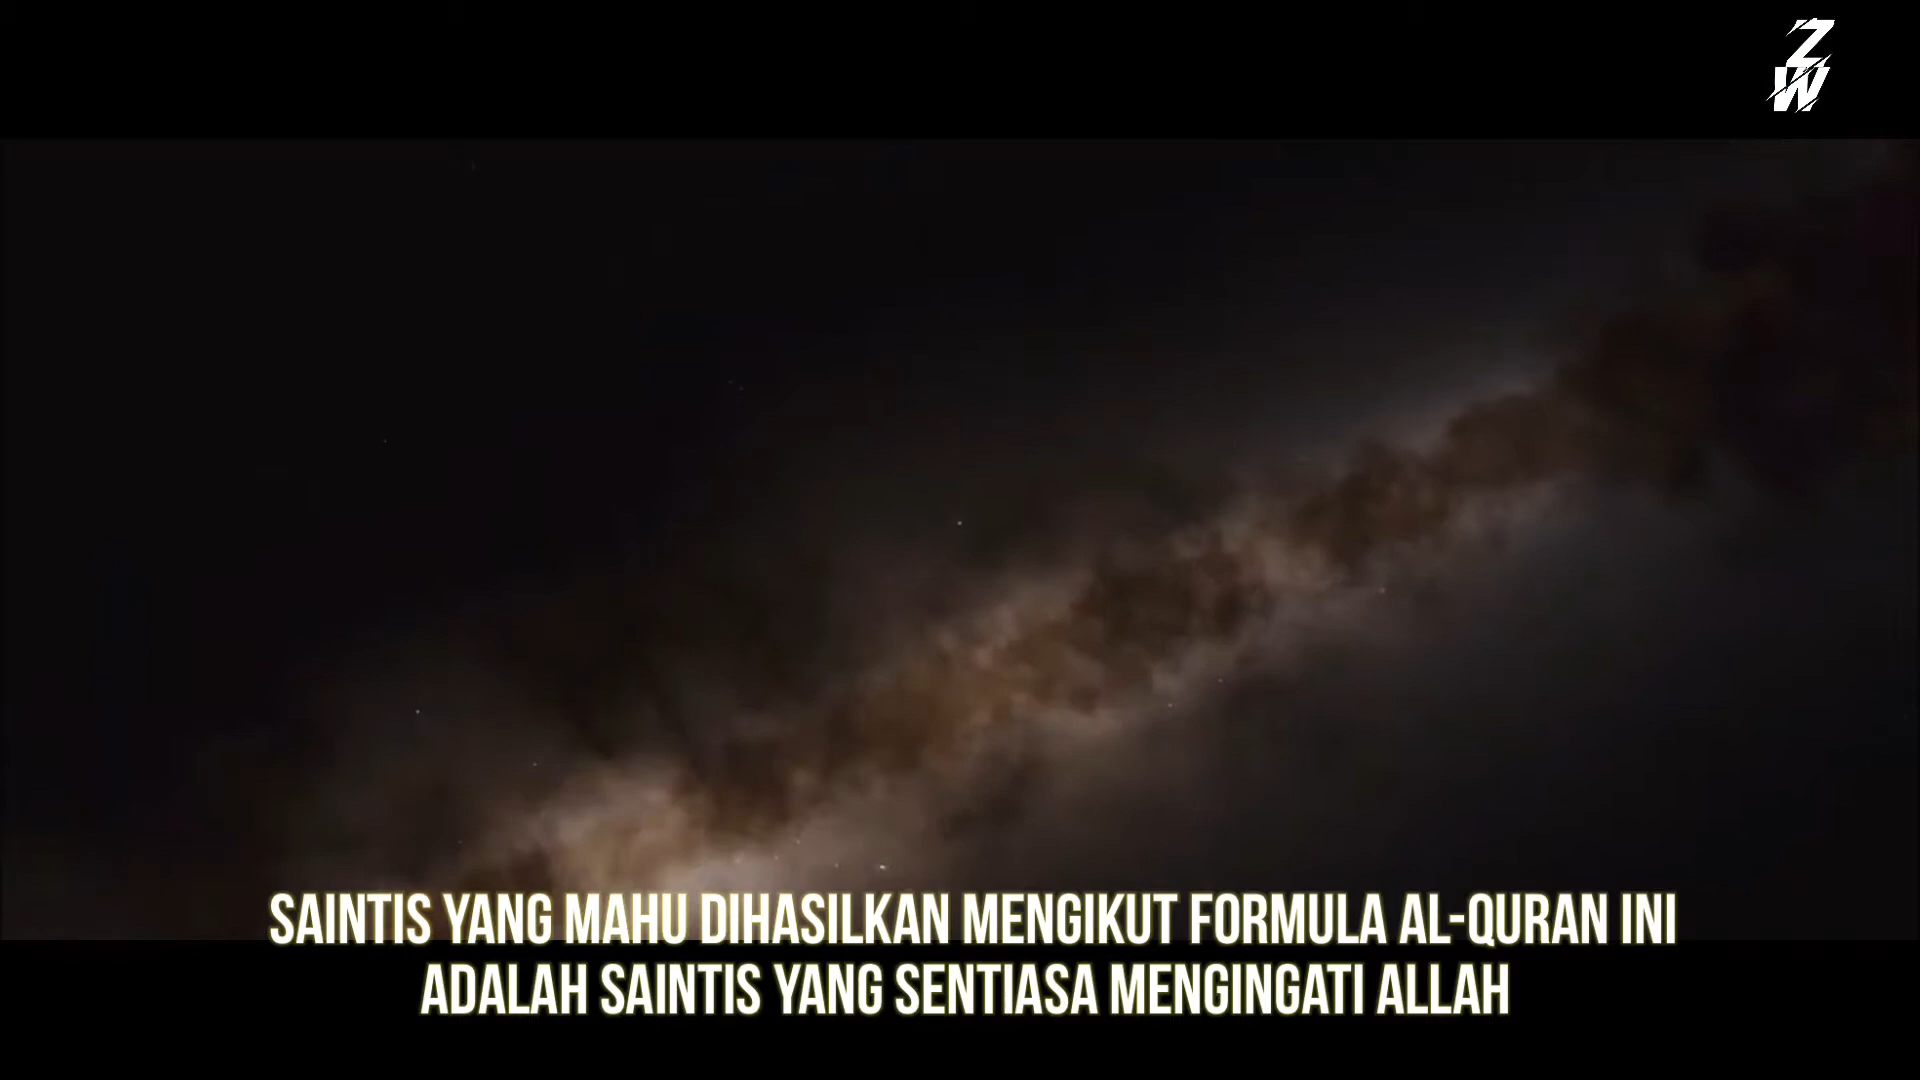 Z
W
SAINTIS YANG MAHU DIHASILKAN MENGIKUT FORMULA AL-QURAN INI
ADALAH SAINTIS YANG SENTIASA MENGINGATI ALLAH